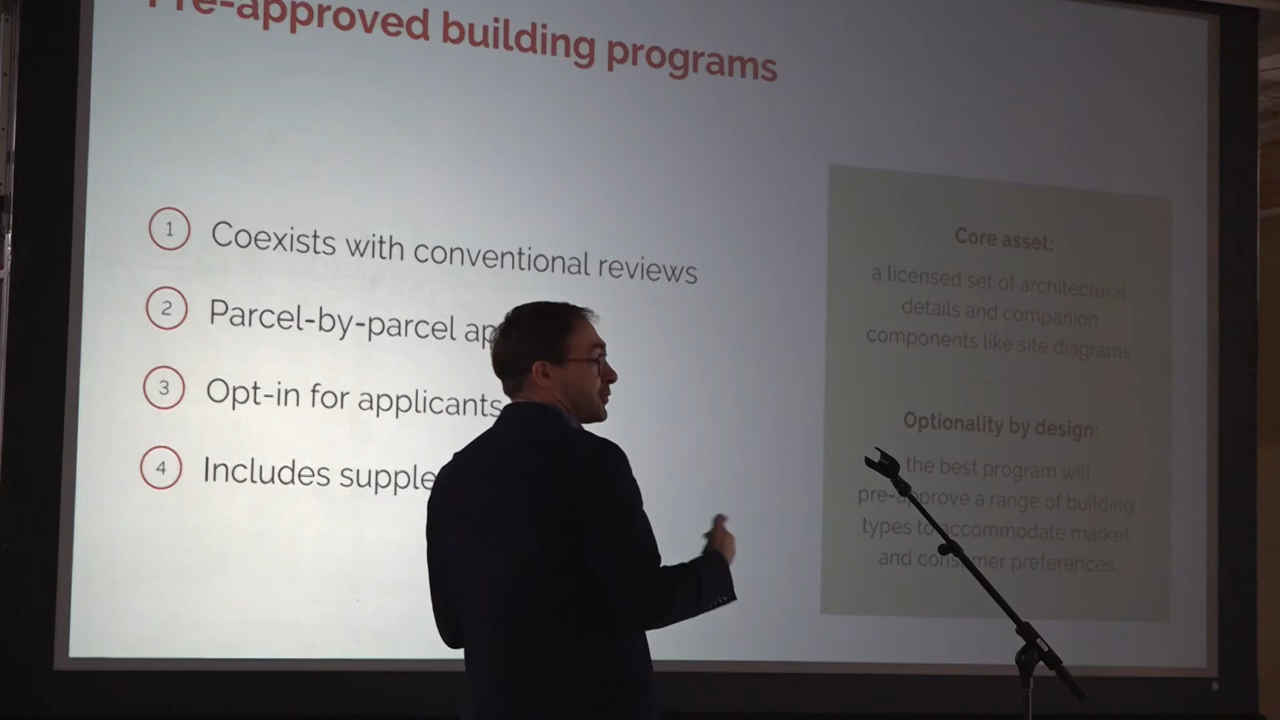 Pre-approved building programs
1 Coexists with conventional reviews
2 Parcel-by-parcel ap
3 Opt-in for applicants
4 Includes supple
Core asset:
a licensed set of architectural
details and companion
components like site diagrams
Optionality by design:
the best program will
pre-approve a range of building
types to accommodate market
and consumer preferences.